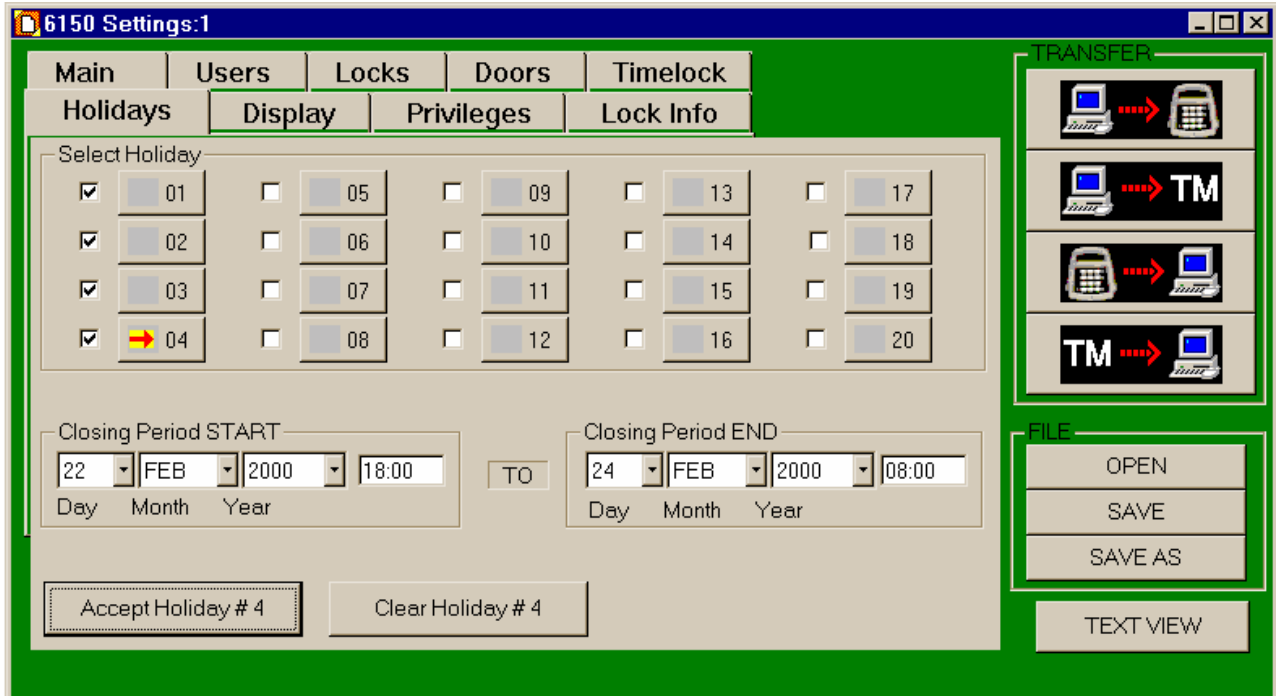 6150 Settings:1
Main Users Locks Doors Timelock
Holidays Display Privileges Lock Info
Select Holiday
01 05 09 13 17
02 06 10 14 18
03 07 11 15 19
04 08 12 16 20
Closing Period START
22 FEB 2000 18:00
Day Month Year
TO
Closing Period END
24 FEB 2000 08:00
Day Month Year
Accept Holiday # 4 Clear Holiday # 4
TRANSFER
TM
TM
FILE
OPEN
SAVE
SAVE AS
TEXT VIEW